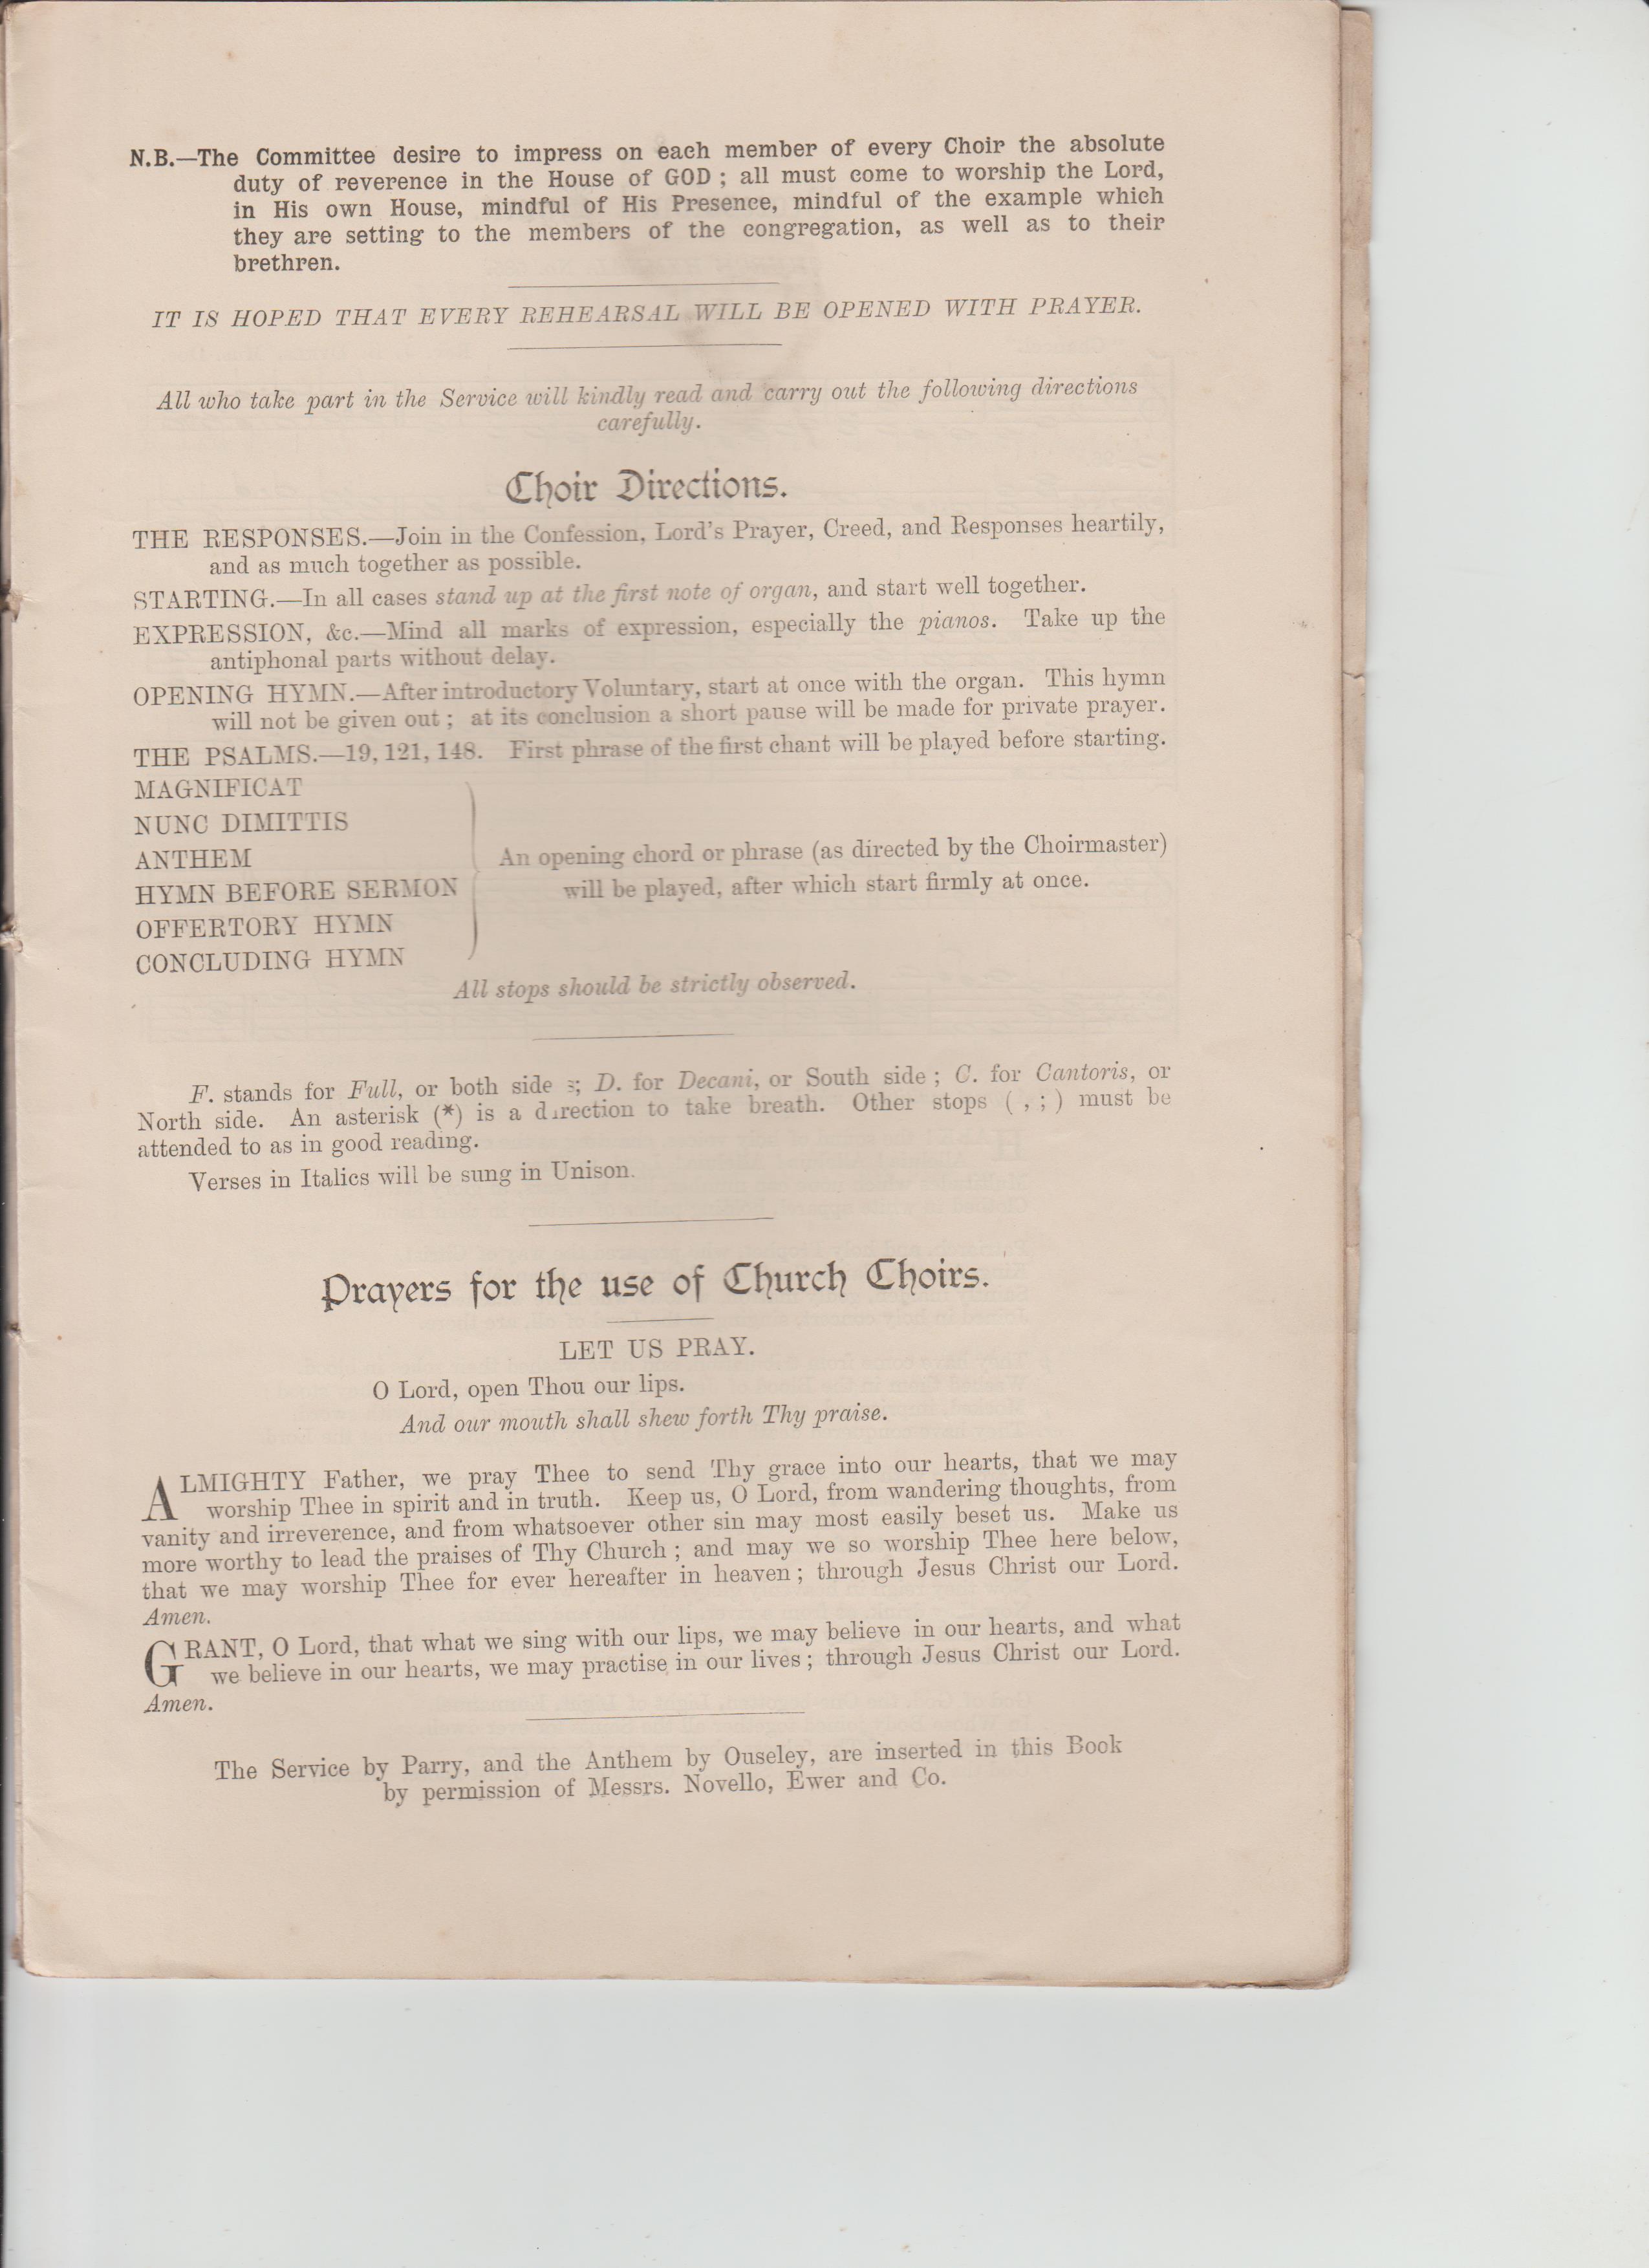 N.B.—The Committee desire to impress on each member of every Choir the absolute
duty of reverence in the House of GOD ; all must come to worship the Lord,
in His own House, mindful of His Presence, mindful of the example which
they are setting to the members of the congregation, as well as to their
brethren.
IT IS HOPED THAT EVERY REHEARSAL WILL BE OPENED WITH PRAYER.
All who take part in the Service will kindly read and carry out the following directions
carefully.
Choir Directions.
THE RESPONSES.—Join in the Confession, Lord's Prayer, Creed, and Responses heartily,
and as much together as possible.
STARTING.—In all cases stand up at the first note of organ, and start well together.
EXPRESSION, &c.—Mind all marks of expression, especially the pianos. Take up the
antiphonal parts without delay.
OPENING HYMN.—After introductory Voluntary, start at once with the organ. This hymn
will not be given out ; at its conclusion a short pause will be made for private prayer.
THE PSALMS.—19, 121, 148. First phrase of the first chant will be played before starting.
MAGNIFICAT
NUNC DIMITTIS
ANTHEM
HYMN BEFORE SERMON
OFFERTORY HYMN
CONCLUDING HYMN
An opening chord or phrase (as directed by the Choirmaster)
will be played, after which start firmly at once.
All stops should be strictly observed.
F. stands for Full, or both side s; D. for Decani, or South side ; C. for Cantoris, or
North side. An asterisk (*) is a direction to take breath. Other stops ( , ; ) must be
attended to as in good reading.
Verses in Italics will be sung in Unison.
Prayers for the use of Church Choirs.
LET US PRAY.
O Lord, open Thou our lips.
And our mouth shall shew forth Thy praise.
ALMIGHTY Father, we pray Thee to send Thy grace into our hearts, that we may
worship Thee in spirit and in truth. Keep us, O Lord, from wandering thoughts, from
vanity and irreverence, and from whatsoever other sin may most easily beset us. Make us
more worthy to lead the praises of Thy Church ; and may we so worship Thee here below,
that we may worship Thee for ever hereafter in heaven ; through Jesus Christ our Lord.
Amen.
GRANT, O Lord, that what we sing with our lips, we may believe in our hearts, and what
we believe in our hearts, we may practise in our lives ; through Jesus Christ our Lord.
Amen.
The Service by Parry, and the Anthem by Ouseley, are inserted in this Book
by permission of Messrs. Novello, Ewer and Co.